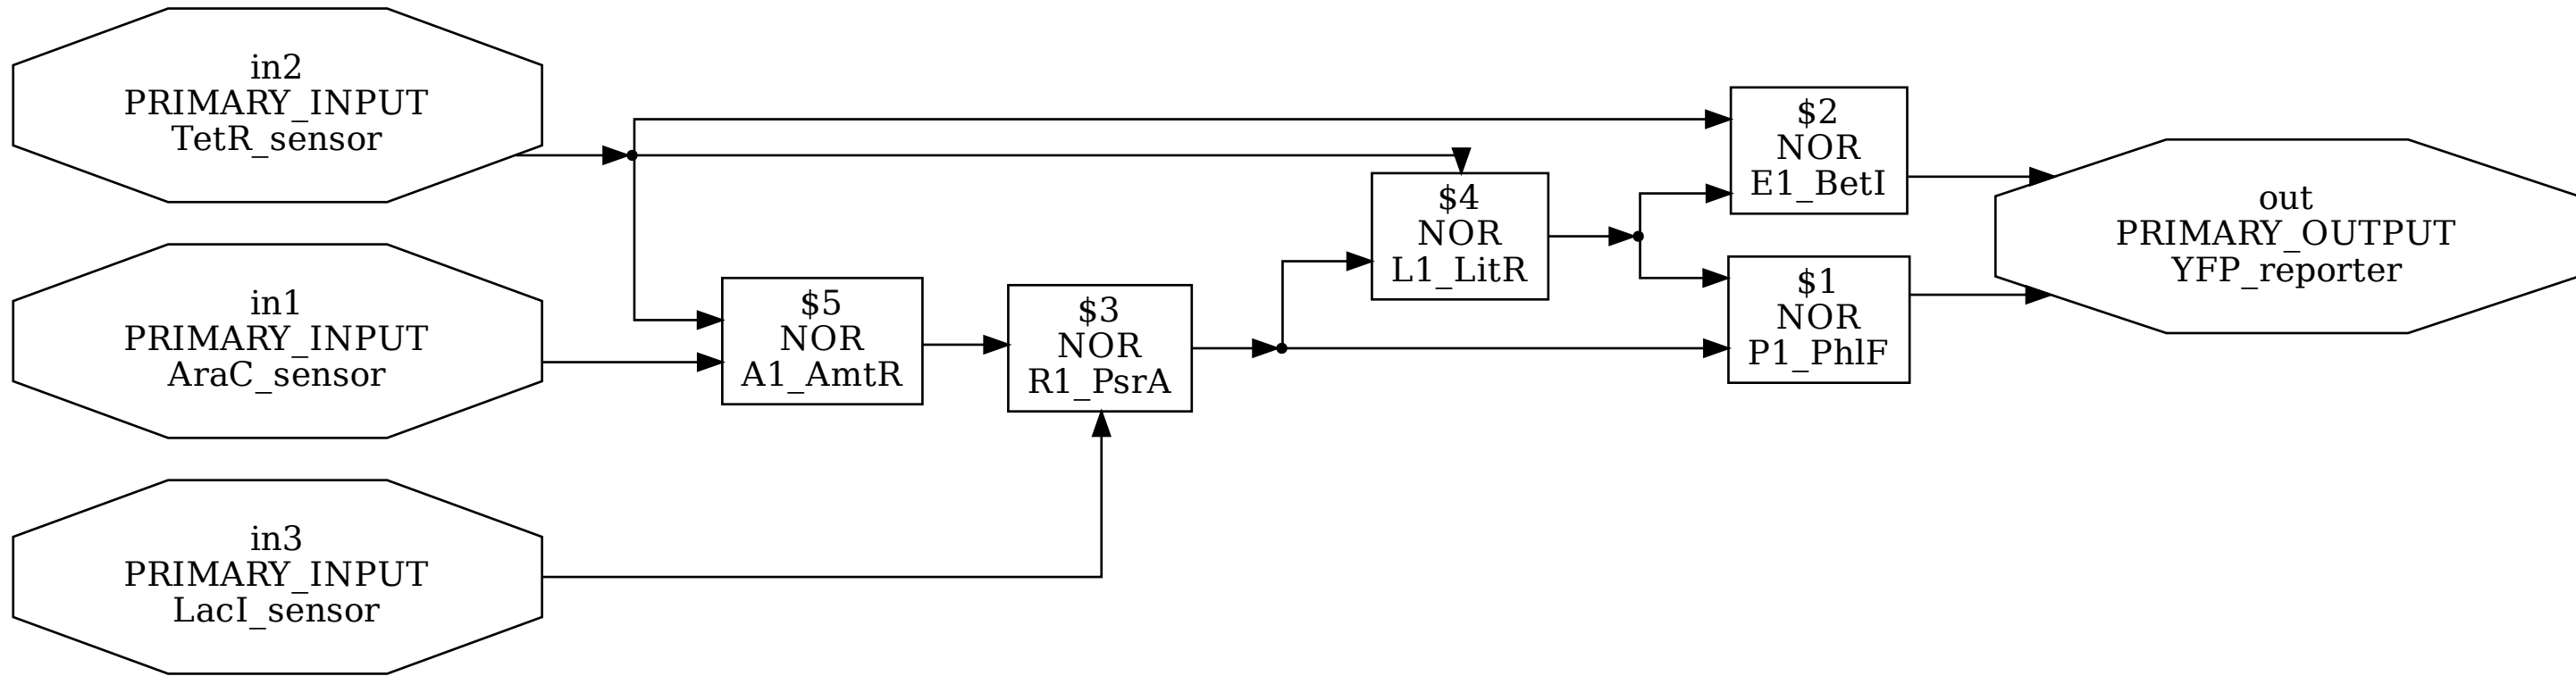 in2
PRIMARY_INPUT
TetR_sensor
in1
PRIMARY_INPUT
AraC_sensor
in3
PRIMARY_INPUT
LacI_sensor
$5
NOR
A1_AmtR
$3
NOR
R1_PsrA
$4
NOR
L1_LitR
$2
NOR
E1_BetI
$1
NOR
P1_PhlF
out
PRIMARY_OUTPUT
YFP_reporter